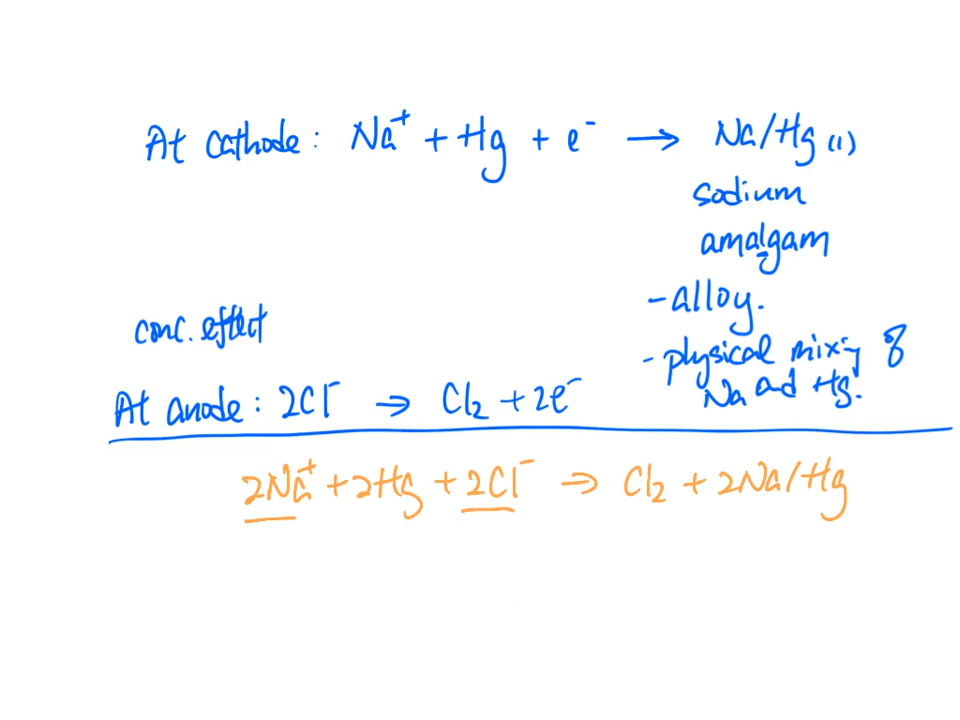 At cathode: Na⁺ + Hg + e⁻ → Na/Hg (l)
sodium
amalgam
- alloy.
conc. effect
- physical mixing of
Na and Hg.
At anode: 2Cl⁻ → Cl₂ + 2e⁻
2Na⁺ + 2Hg + 2Cl⁻ → Cl₂ + 2Na/Hg